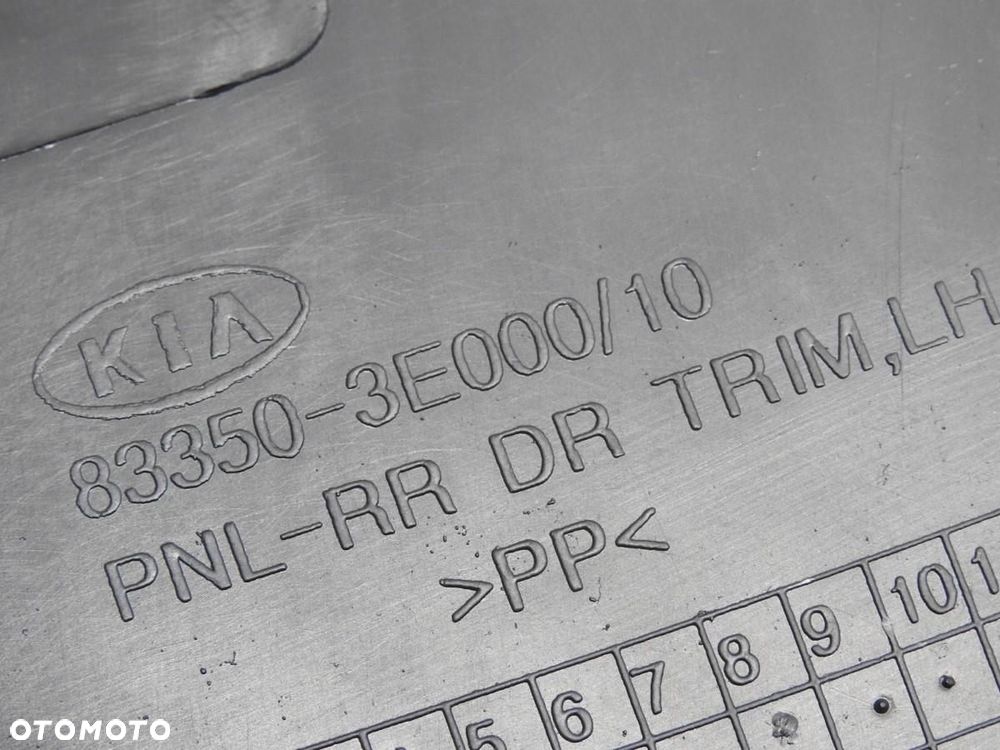 KIA
83350-3E000/10
PNL-RR DR TRIM,LH
>PP<
5 6 7 8 9 10
OTOMOTO